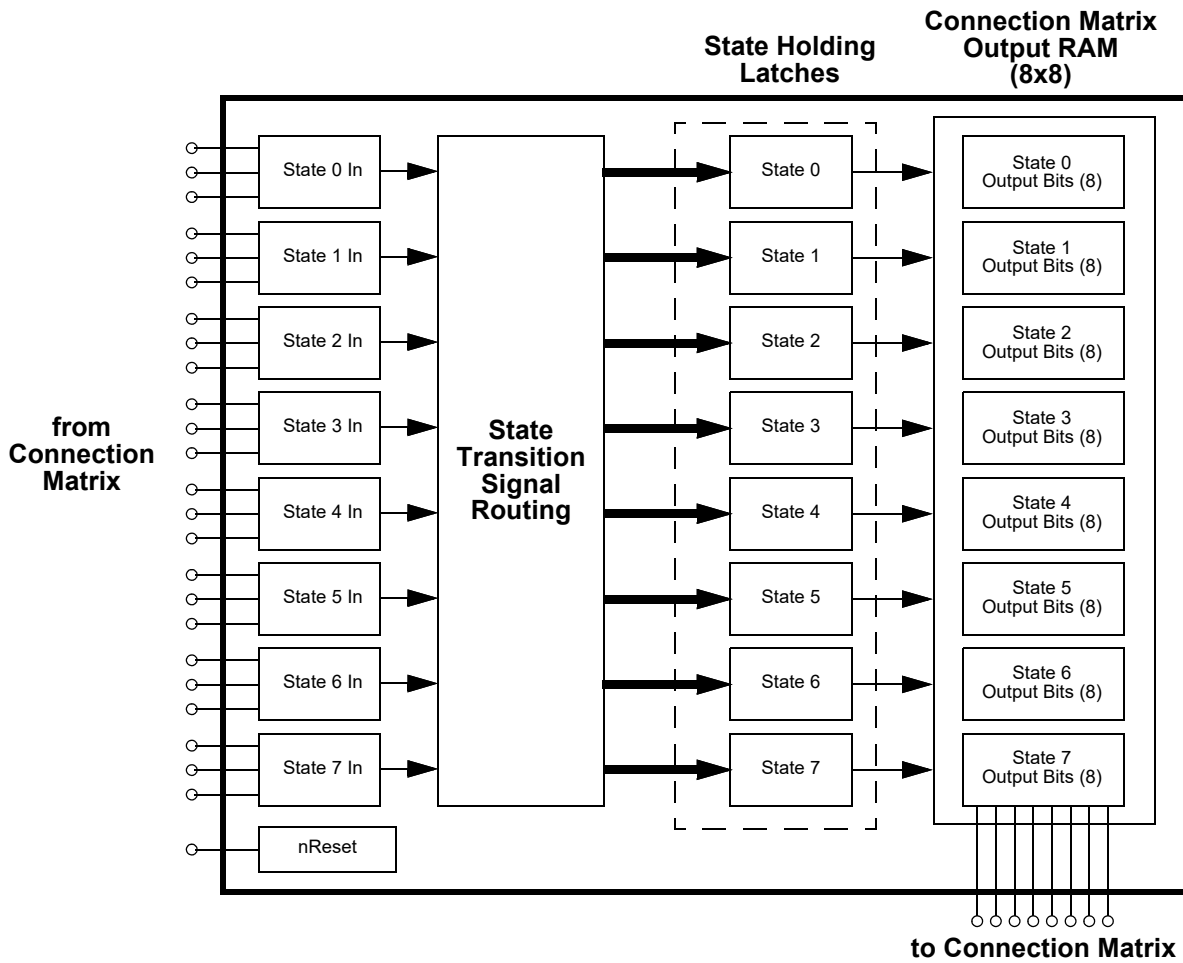 State Holding
Latches
Connection Matrix
Output RAM
(8x8)
from
Connection
Matrix
State 0 In
State 1 In
State 2 In
State 3 In
State 4 In
State 5 In
State 6 In
State 7 In
nReset
State
Transition
Signal
Routing
State 0
State 1
State 2
State 3
State 4
State 5
State 6
State 7
State 0
Output Bits (8)
State 1
Output Bits (8)
State 2
Output Bits (8)
State 3
Output Bits (8)
State 4
Output Bits (8)
State 5
Output Bits (8)
State 6
Output Bits (8)
State 7
Output Bits (8)
to Connection Matrix